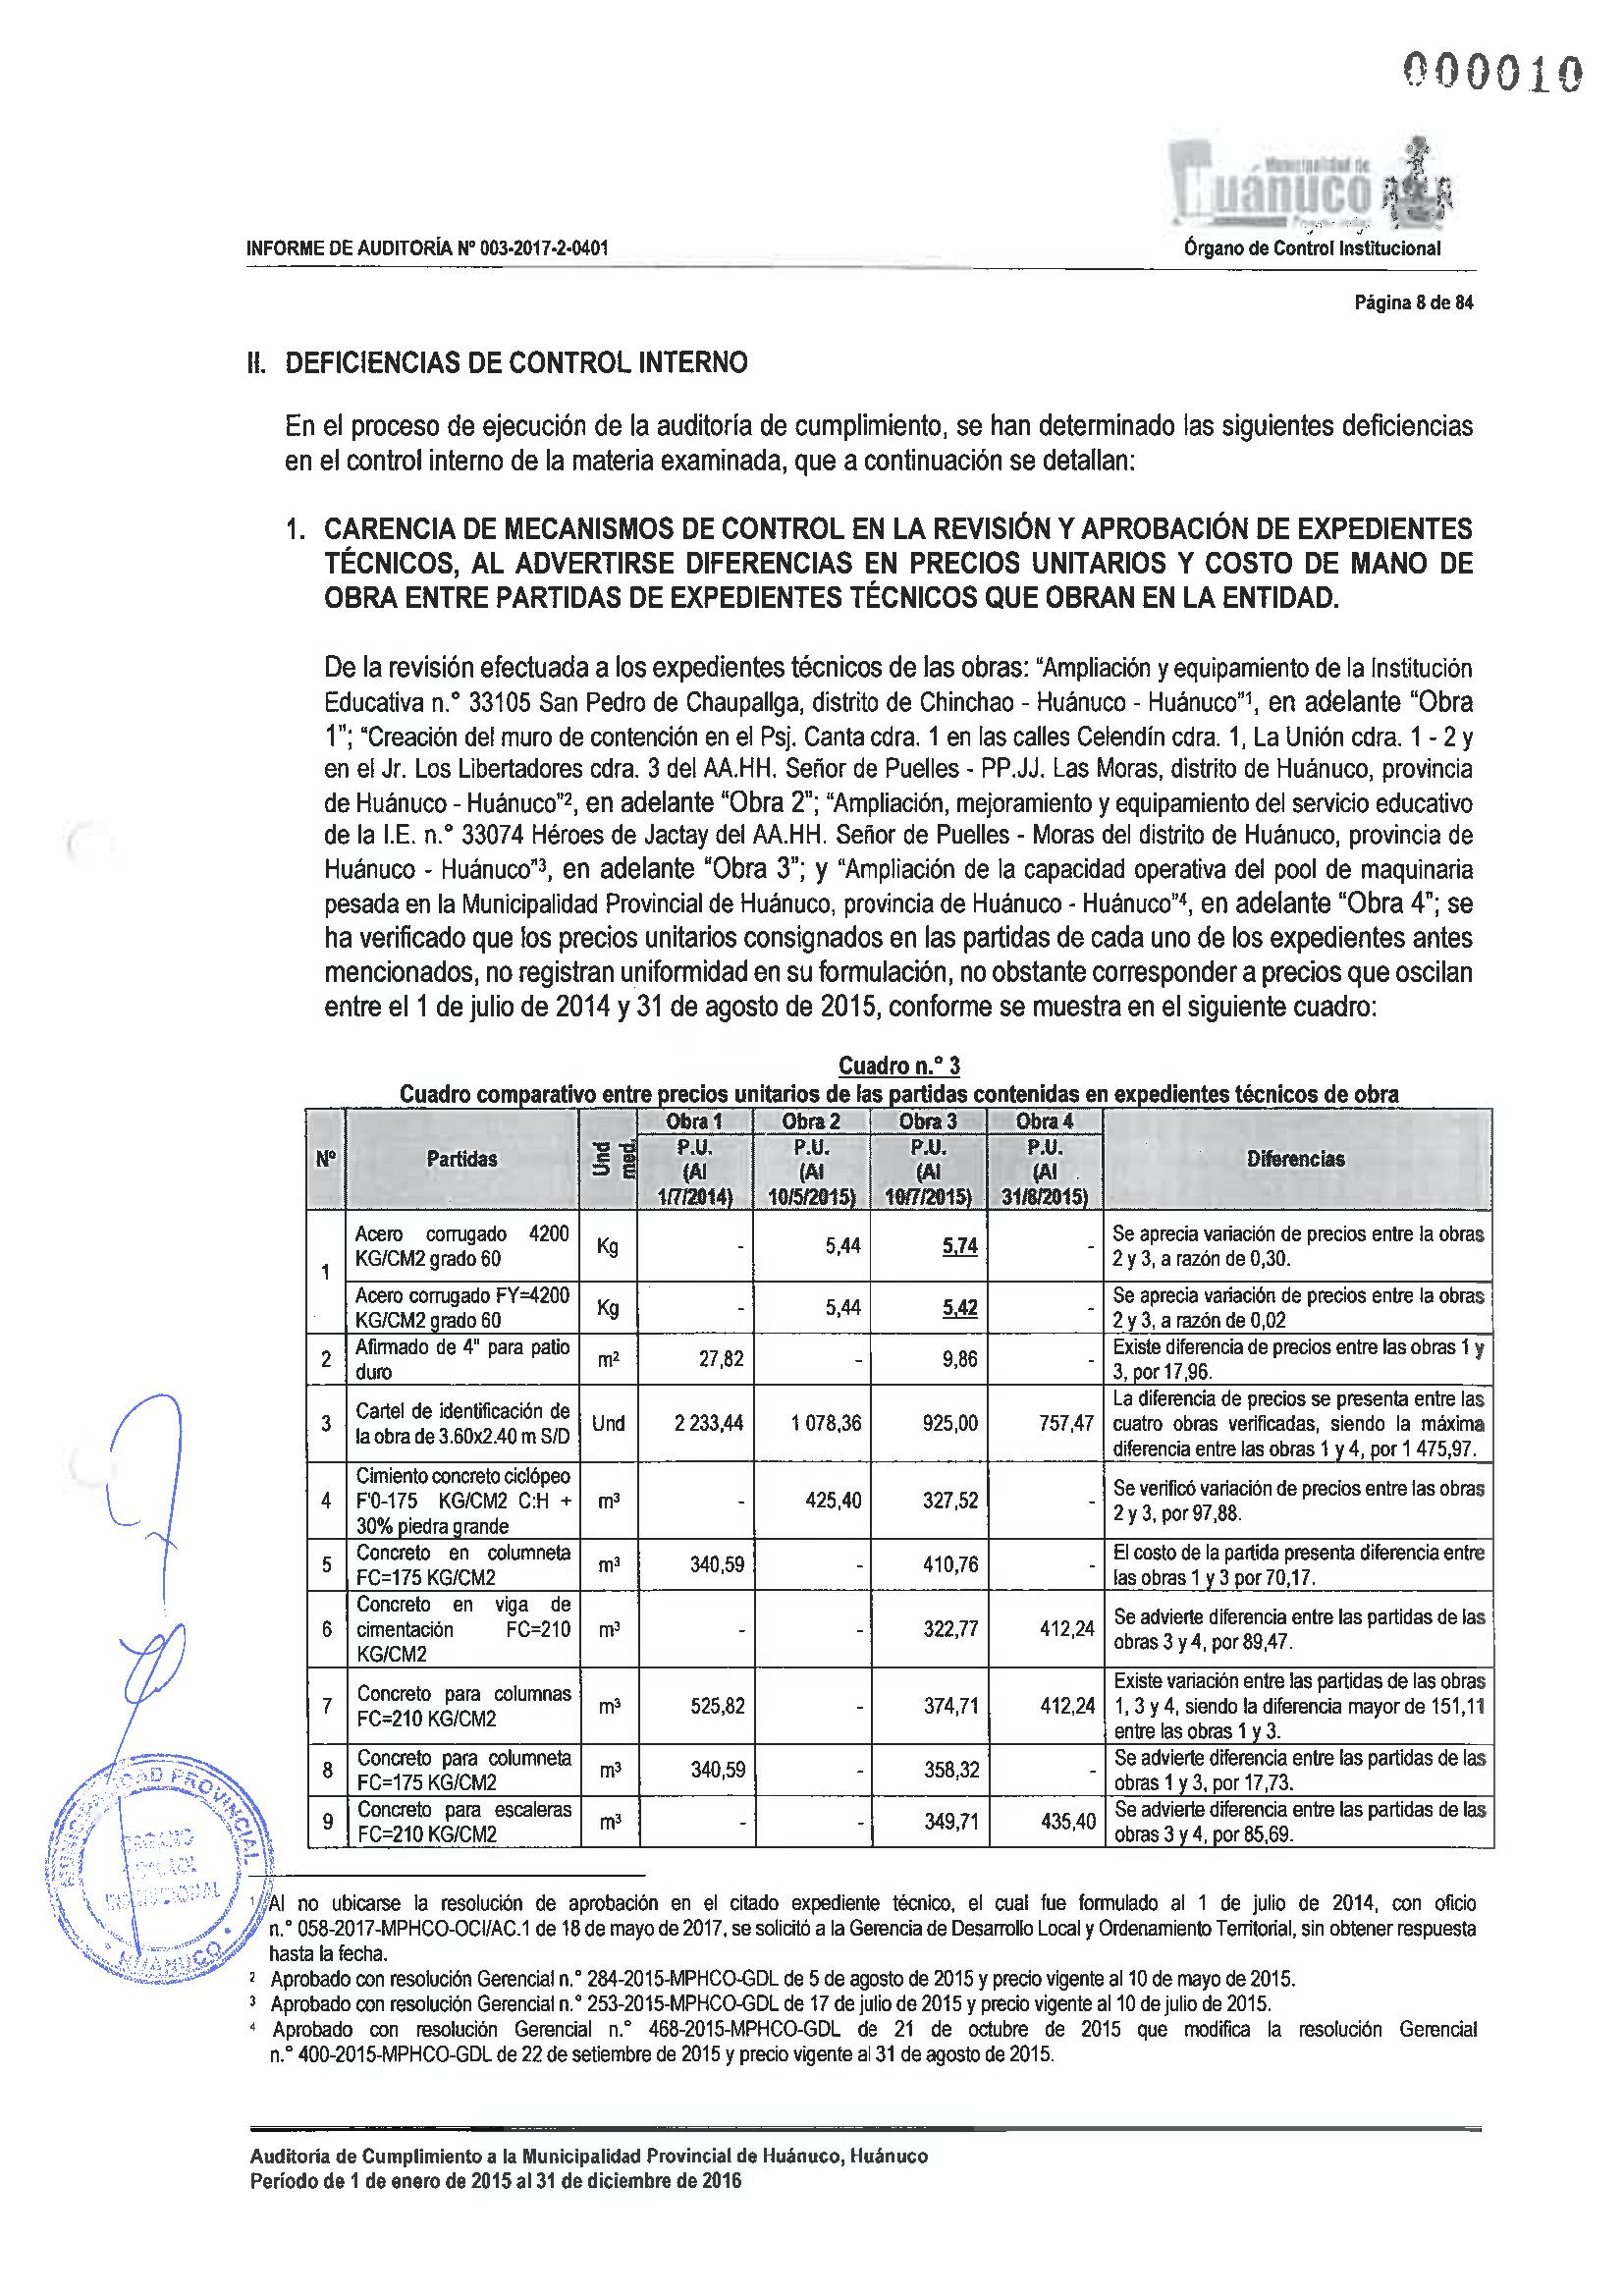 000010
Municipalidad de
Huánuco
INFORME DE AUDITORÍA Nº 003-2017-2-0401
Órgano de Control Institucional
Página 8 de 84
II. DEFICIENCIAS DE CONTROL INTERNO
En el proceso de ejecución de la auditoría de cumplimiento, se han determinado las siguientes deficiencias
en el control interno de la materia examinada, que a continuación se detallan:
1. CARENCIA DE MECANISMOS DE CONTROL EN LA REVISIÓN Y APROBACIÓN DE EXPEDIENTES
TÉCNICOS, AL ADVERTIRSE DIFERENCIAS EN PRECIOS UNITARIOS Y COSTO DE MANO DE
OBRA ENTRE PARTIDAS DE EXPEDIENTES TÉCNICOS QUE OBRAN EN LA ENTIDAD.
De la revisión efectuada a los expedientes técnicos de las obras: “Ampliación y equipamiento de la Institución
Educativa n.° 33105 San Pedro de Chaupallga, distrito de Chinchao - Huánuco - Huánuco”1, en adelante “Obra
1”; “Creación del muro de contención en el Psj. Canta cdra. 1 en las calles Celendín cdra. 1, La Unión cdra. 1 - 2 y
en el Jr. Los Libertadores cdra. 3 del AA.HH. Señor de Puelles - PP.JJ. Las Moras, distrito de Huánuco, provincia
de Huánuco - Huánuco”2, en adelante “Obra 2”; “Ampliación, mejoramiento y equipamiento del servicio educativo
de la I.E. n.° 33074 Héroes de Jactay del AA.HH. Señor de Puelles - Moras del distrito de Huánuco, provincia de
Huánuco - Huánuco”3, en adelante “Obra 3”; y “Ampliación de la capacidad operativa del pool de maquinaria
pesada en la Municipalidad Provincial de Huánuco, provincia de Huánuco - Huánuco”4, en adelante “Obra 4”; se
ha verificado que los precios unitarios consignados en las partidas de cada uno de los expedientes antes
mencionados, no registran uniformidad en su formulación, no obstante corresponder a precios que oscilan
entre el 1 de julio de 2014 y 31 de agosto de 2015, conforme se muestra en el siguiente cuadro:
Cuadro n.° 3
Cuadro comparativo entre precios unitarios de las partidas contenidas en expedientes técnicos de obra
Nº Partidas Und med. Obra 1 Obra 2 Obra 3 Obra 4 Diferencias
P.U. P.U. P.U. P.U.
(Al (Al (Al (Al
1/7/2014) 10/5/2015) 10/7/2015) 31/8/2015)
1 Acero corrugado 4200 Kg - 5,44 5,74 - Se aprecia variación de precios entre la obras
KG/CM2 grado 60 2 y 3, a razón de 0,30.
Acero corrugado FY=4200 Kg - 5,44 5,42 - Se aprecia variación de precios entre la obras
KG/CM2 grado 60 2 y 3, a razón de 0,02
2 Afirmado de 4" para patio m² 27,82 - 9,86 - Existe diferencia de precios entre las obras 1 y
duro 3, por 17,96.
La diferencia de precios se presenta entre las
3 Cartel de identificación de Und 2 233,44 1 078,36 925,00 757,47 cuatro obras verificadas, siendo la máxima
la obra de 3.60x2.40 m S/D diferencia entre las obras 1 y 4, por 1 475,97.
Cimiento concreto ciclópeo
4 F'0-175 KG/CM2 C:H + m³ - 425,40 327,52 - Se verificó variación de precios entre las obras
30% piedra grande 2 y 3, por 97,88.
5 Concreto en columneta m³ 340,59 - 410,76 - El costo de la partida presenta diferencia entre
FC=175 KG/CM2 las obras 1 y 3 por 70,17.
Concreto en viga de
6 cimentación FC=210 m³ - - 322,77 412,24 Se advierte diferencia entre las partidas de las
KG/CM2 obras 3 y 4, por 89,47.
Existe variación entre las partidas de las obras
7 Concreto para columnas m³ 525,82 - 374,71 412,24 1, 3 y 4, siendo la diferencia mayor de 151,11
FC=210 KG/CM2 entre las obras 1 y 3.
8 Concreto para columneta m³ 340,59 - 358,32 - Se advierte diferencia entre las partidas de las
FC=175 KG/CM2 obras 1 y 3, por 17,73.
9 Concreto para escaleras m³ - - 349,71 435,40 Se advierte diferencia entre las partidas de las
FC=210 KG/CM2 obras 3 y 4, por 85,69.
1 Al no ubicarse la resolución de aprobación en el citado expediente técnico, el cual fue formulado al 1 de julio de 2014, con oficio
n.° 058-2017-MPHCO-OCI/AC.1 de 18 de mayo de 2017, se solicitó a la Gerencia de Desarrollo Local y Ordenamiento Territorial, sin obtener respuesta
hasta la fecha.
2 Aprobado con resolución Gerencial n.° 284-2015-MPHCO-GDL de 5 de agosto de 2015 y precio vigente al 10 de mayo de 2015.
3 Aprobado con resolución Gerencial n.° 253-2015-MPHCO-GDL de 17 de julio de 2015 y precio vigente al 10 de julio de 2015.
4 Aprobado con resolución Gerencial n.° 468-2015-MPHCO-GDL de 21 de octubre de 2015 que modifica la resolución Gerencial
n.° 400-2015-MPHCO-GDL de 22 de setiembre de 2015 y precio vigente al 31 de agosto de 2015.
PROVINCIAL
HUANUCO
Auditoría de Cumplimiento a la Municipalidad Provincial de Huánuco, Huánuco
Período de 1 de enero de 2015 al 31 de diciembre de 2016